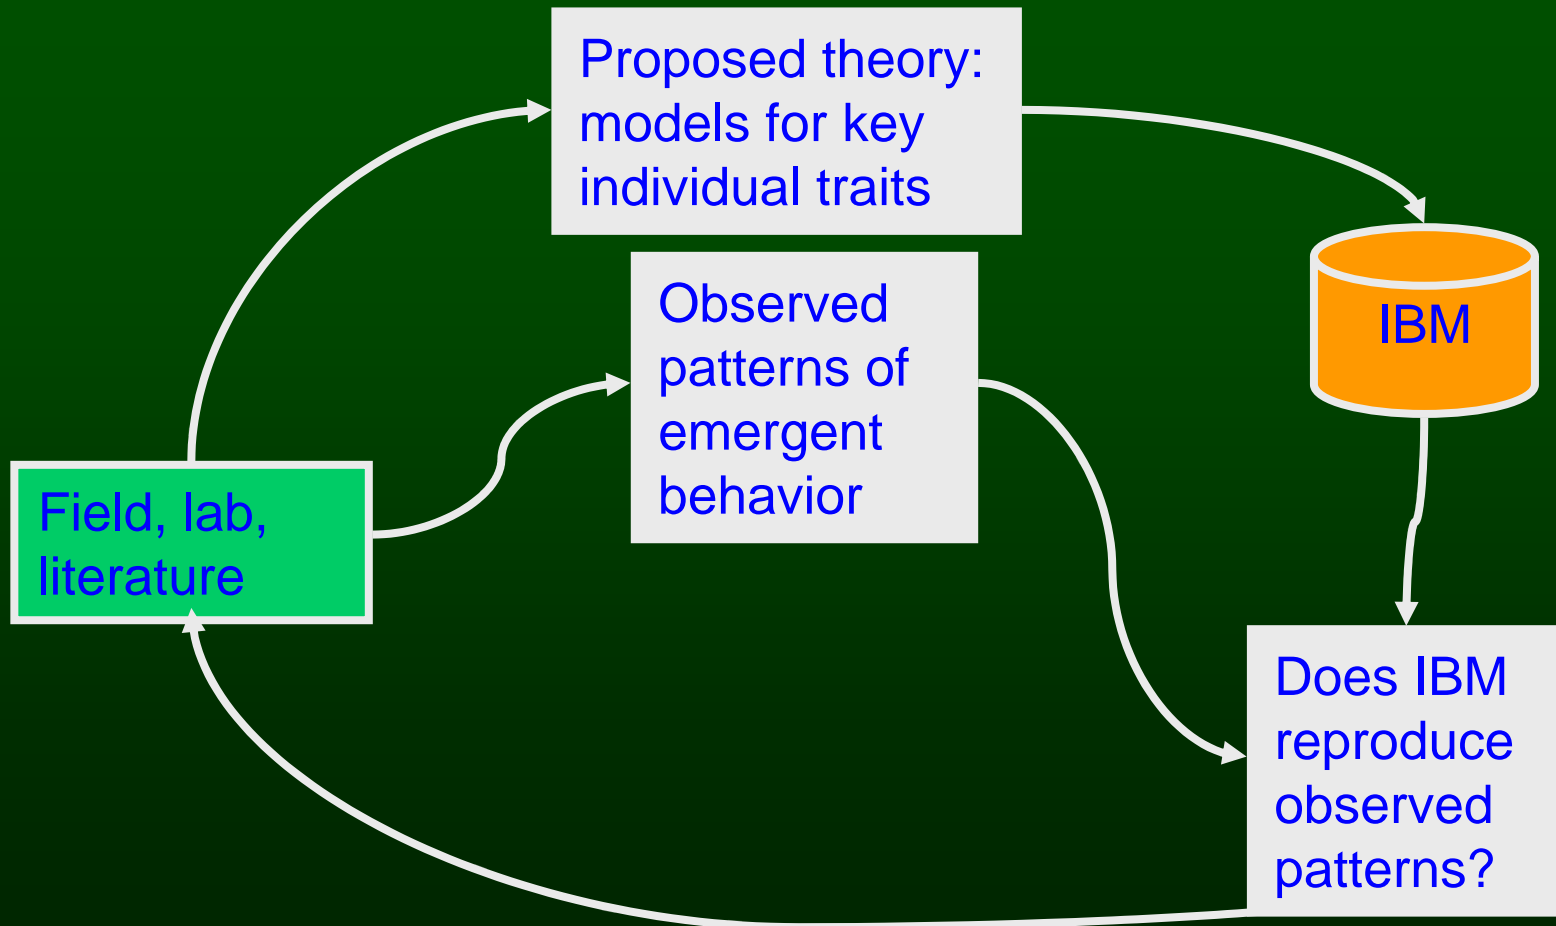 Proposed theory:
models for key
individual traits
Observed
patterns of
emergent
behavior
IBM
Field, lab,
literature
Does IBM
reproduce
observed
patterns?